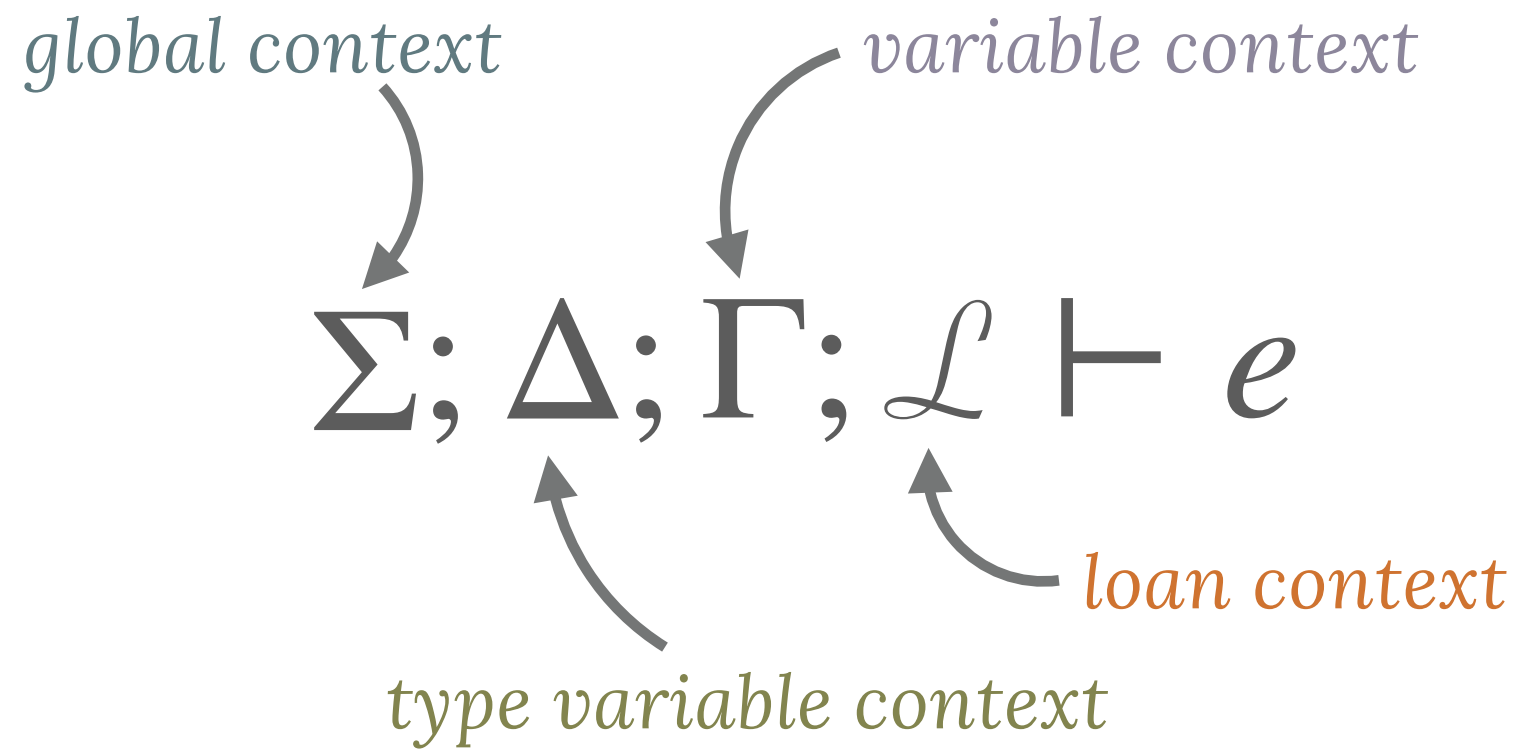 global context
variable context
Σ; Δ; Γ; ℒ ⊢ e
loan context
type variable context